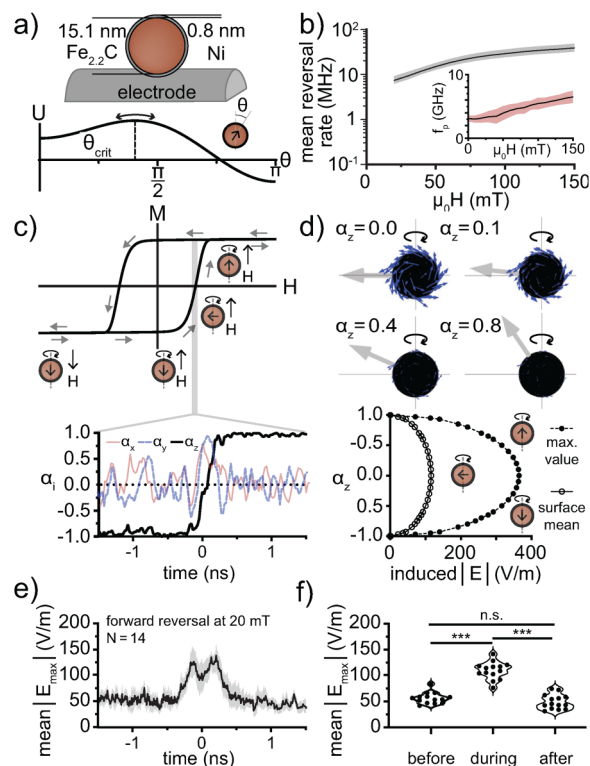 a)
15.1 nm
Fe2.2C
0.8 nm
Ni
electrode
U
θ
θcrit
π/2
π
θ
b)
mean reversal
rate (MHz)
10²
10¹
1
10⁻¹
0
50
100
150
μ0H (mT)
fp (GHz)
10
5
0
0
150
μ0H (mT)
c)
M
H
H
H
H
H
αx
αy
αz
αi
1.0
0.5
0
-0.5
-1.0
-1
0
1
time (ns)
d)
αz=0.0
αz=0.1
αz=0.4
αz=0.8
αz
1.0
-0.5
0
-0.5
-1.0
0
200
400
induced |E| (V/m)
max.
value
surface
mean
e)
mean |Emax| (V/m)
200
150
100
50
0
forward reversal at 20 mT
N = 14
-1
0
1
time (ns)
f)
mean |Emax| (V/m)
200
150
100
50
0
n.s.
***
***
before
during
after